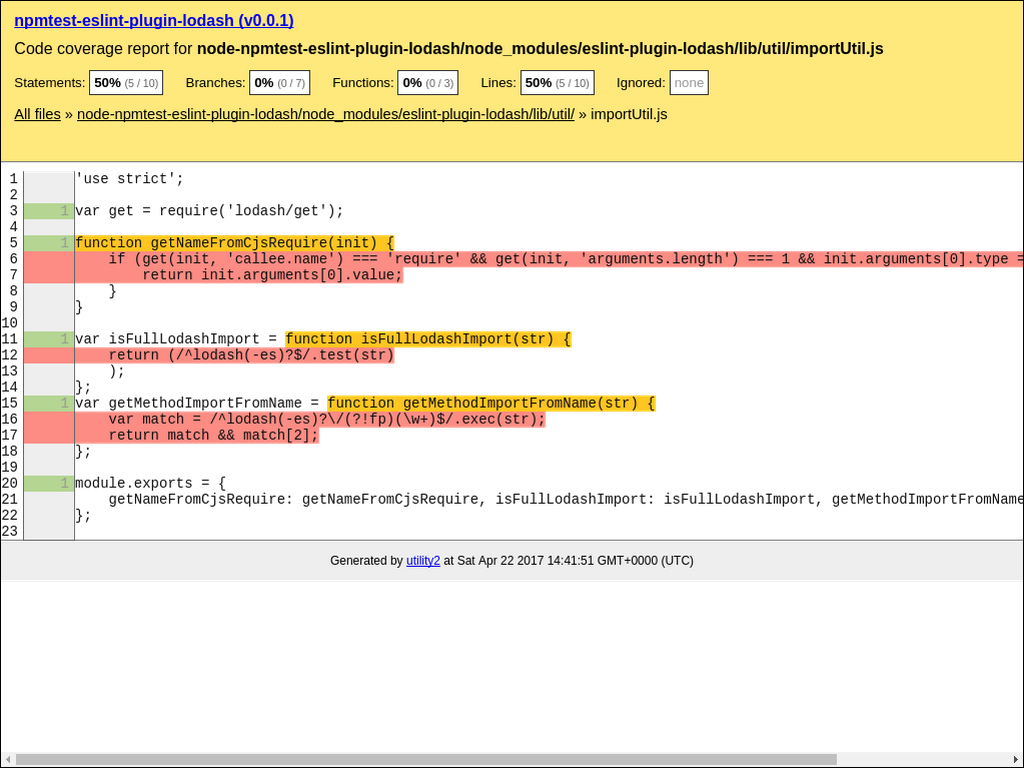 npmtest-eslint-plugin-lodash (v0.0.1)
Code coverage report for node-npmtest-eslint-plugin-lodash/node_modules/eslint-plugin-lodash/lib/util/importUtil.js
Statements: 50% (5 / 10) Branches: 0% (0 / 7) Functions: 0% (0 / 3) Lines: 50% (5 / 10) Ignored: none
All files » node-npmtest-eslint-plugin-lodash/node_modules/eslint-plugin-lodash/lib/util/ » importUtil.js
1 'use strict';
2
3 1 var get = require('lodash/get');
4
5 1 function getNameFromCjsRequire(init) {
6     if (get(init, 'callee.name') === 'require' && get(init, 'arguments.length') === 1 && init.arguments[0].type =
7         return init.arguments[0].value;
8     }
9 }
10
11 1 var isFullLodashImport = function isFullLodashImport(str) {
12     return (/^lodash(-es)?$/.test(str)
13     );
14 };
15 1 var getMethodImportFromName = function getMethodImportFromName(str) {
16     var match = /^lodash(-es)?\/(?!fp)(\w+)$/.exec(str);
17     return match && match[2];
18 };
19
20 1 module.exports = {
21     getNameFromCjsRequire: getNameFromCjsRequire, isFullLodashImport: isFullLodashImport, getMethodImportFromName
22 };
23
Generated by utility2 at Sat Apr 22 2017 14:41:51 GMT+0000 (UTC)